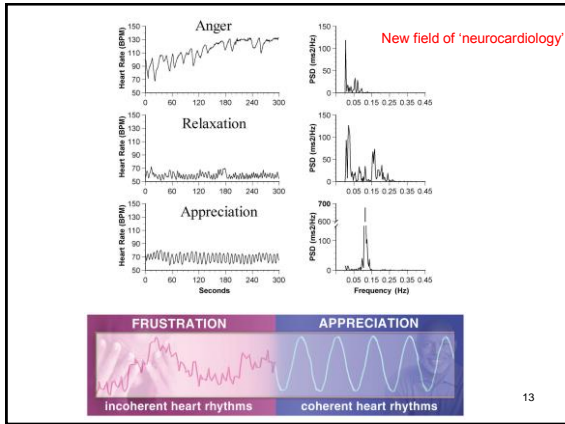 New field of 'neurocardiology'
Anger
Heart Rate (BPM)
150
130
110
90
70
50
0 60 120 180 240 300
PSD (ms2/Hz)
150
100
50
0
0.05 0.15 0.25 0.35 0.45
Relaxation
Heart Rate (BPM)
150
130
110
90
70
50
0 60 120 180 240 300
PSD (ms2/Hz)
150
100
50
0
0.05 0.15 0.25 0.35 0.45
Appreciation
Heart Rate (BPM)
150
130
110
90
70
50
0 60 120 180 240 300
Seconds
PSD (ms2/Hz)
700
600
100
0
0.05 0.15 0.25 0.35 0.45
Frequency (Hz)
FRUSTRATION
APPRECIATION
incoherent heart rhythms
coherent heart rhythms
13